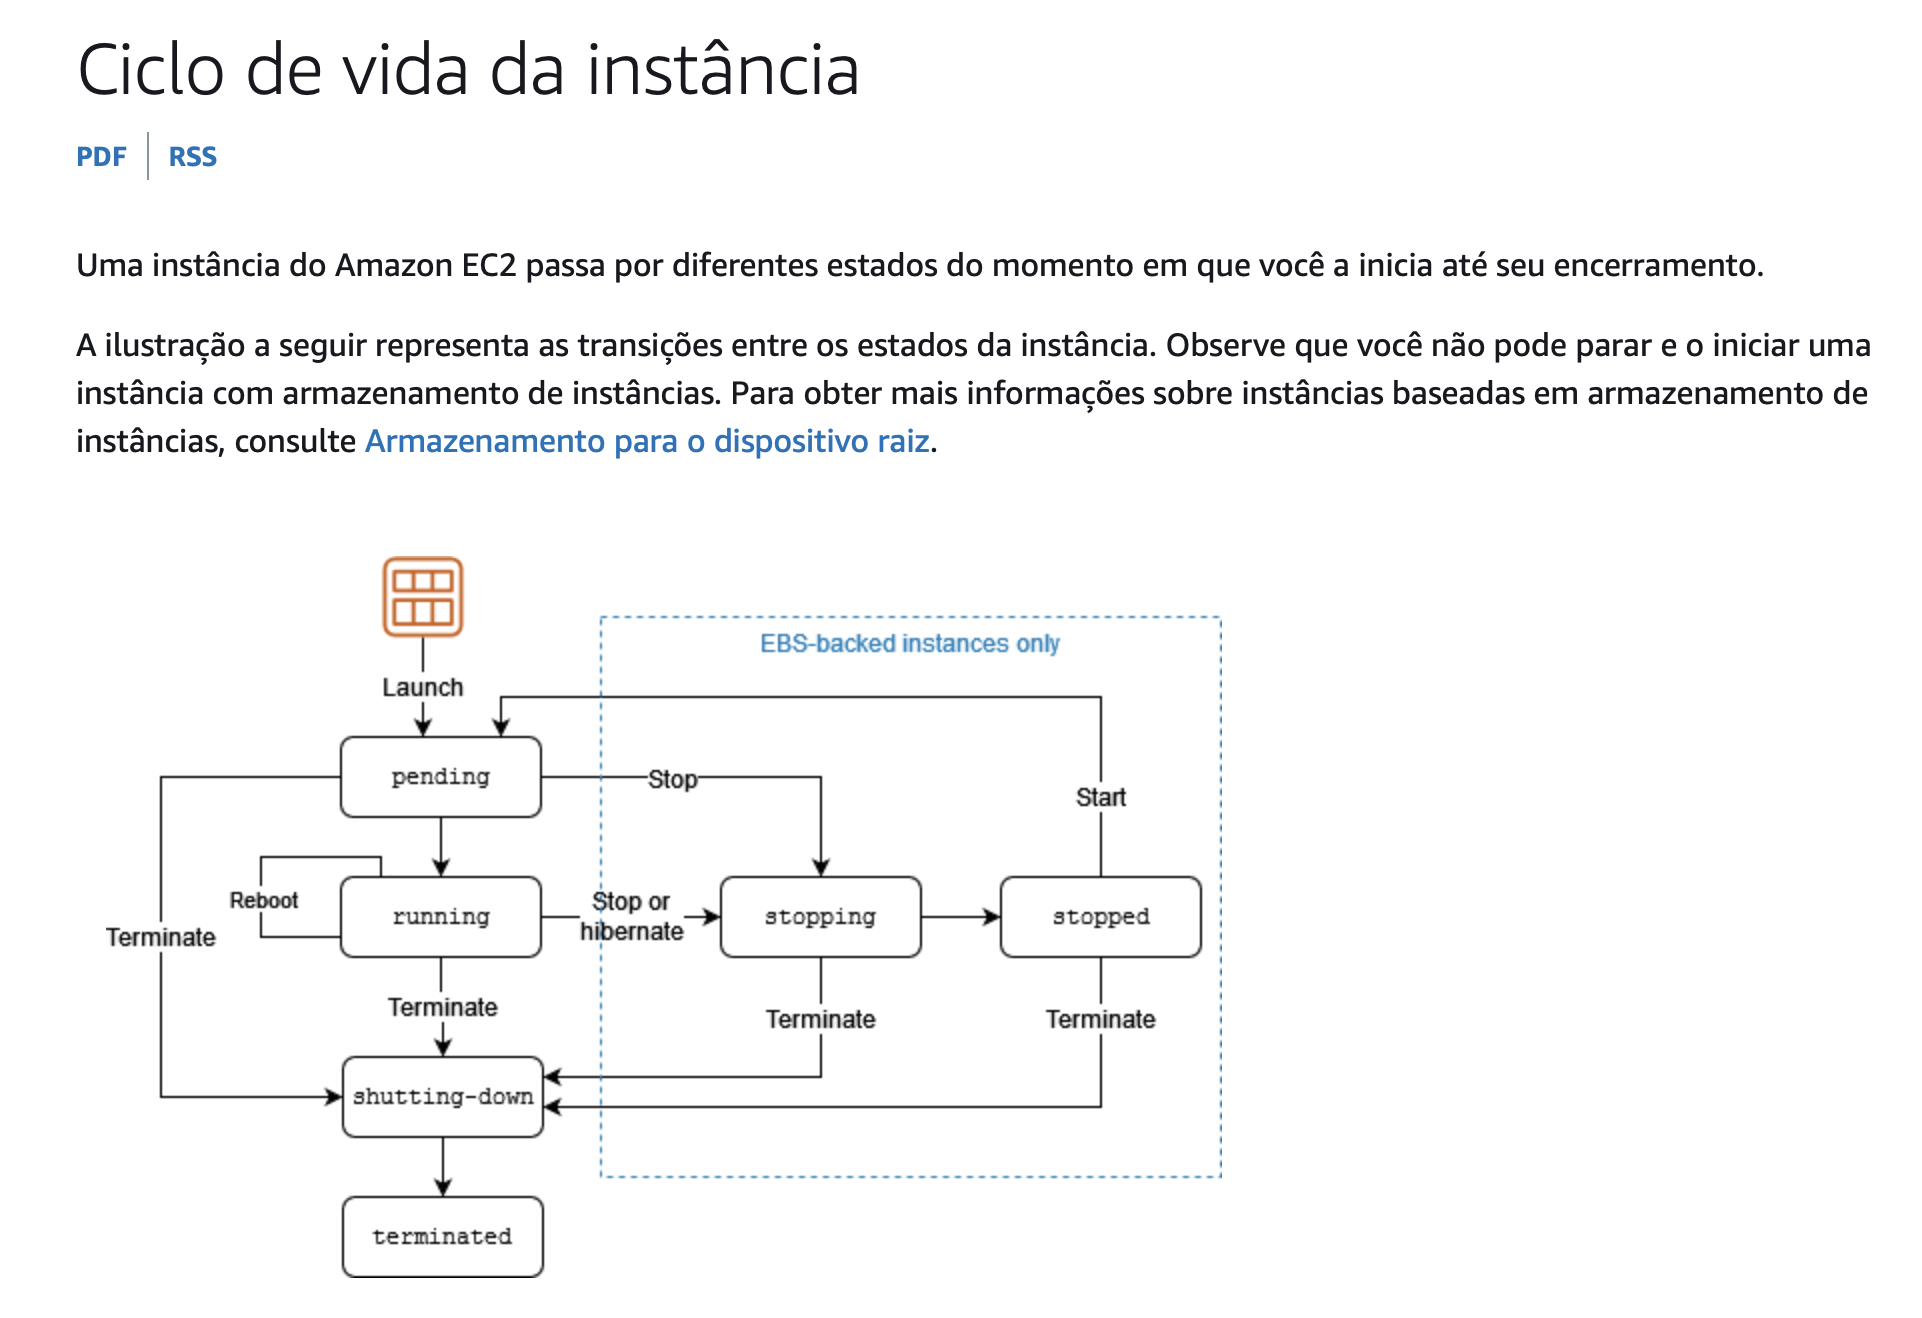 Ciclo de vida da instância
PDF | RSS
Uma instância do Amazon EC2 passa por diferentes estados do momento em que você a inicia até seu encerramento.
A ilustração a seguir representa as transições entre os estados da instância. Observe que você não pode parar e o iniciar uma
instância com armazenamento de instâncias. Para obter mais informações sobre instâncias baseadas em armazenamento de
instâncias, consulte Armazenamento para o dispositivo raiz.
EBS-backed instances only
Launch
pending
Stop
Start
Reboot
running
Stop or
hibernate
stopping
stopped
Terminate
Terminate
Terminate
Terminate
shutting-down
terminated